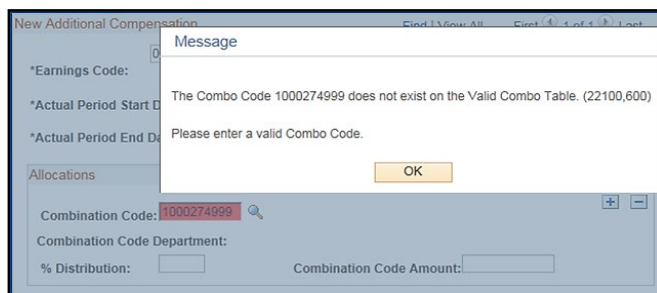 New Additional Compensation
Find | View All First 1 of 1 Last
Message
0
*Earnings Code:
The Combo Code 1000274999 does not exist on the Valid Combo Table. (22100,600)
*Actual Period Start D
Please enter a valid Combo Code.
*Actual Period End Da
OK
Allocations
Combination Code: 1000274999
Combination Code Department:
% Distribution: Combination Code Amount: